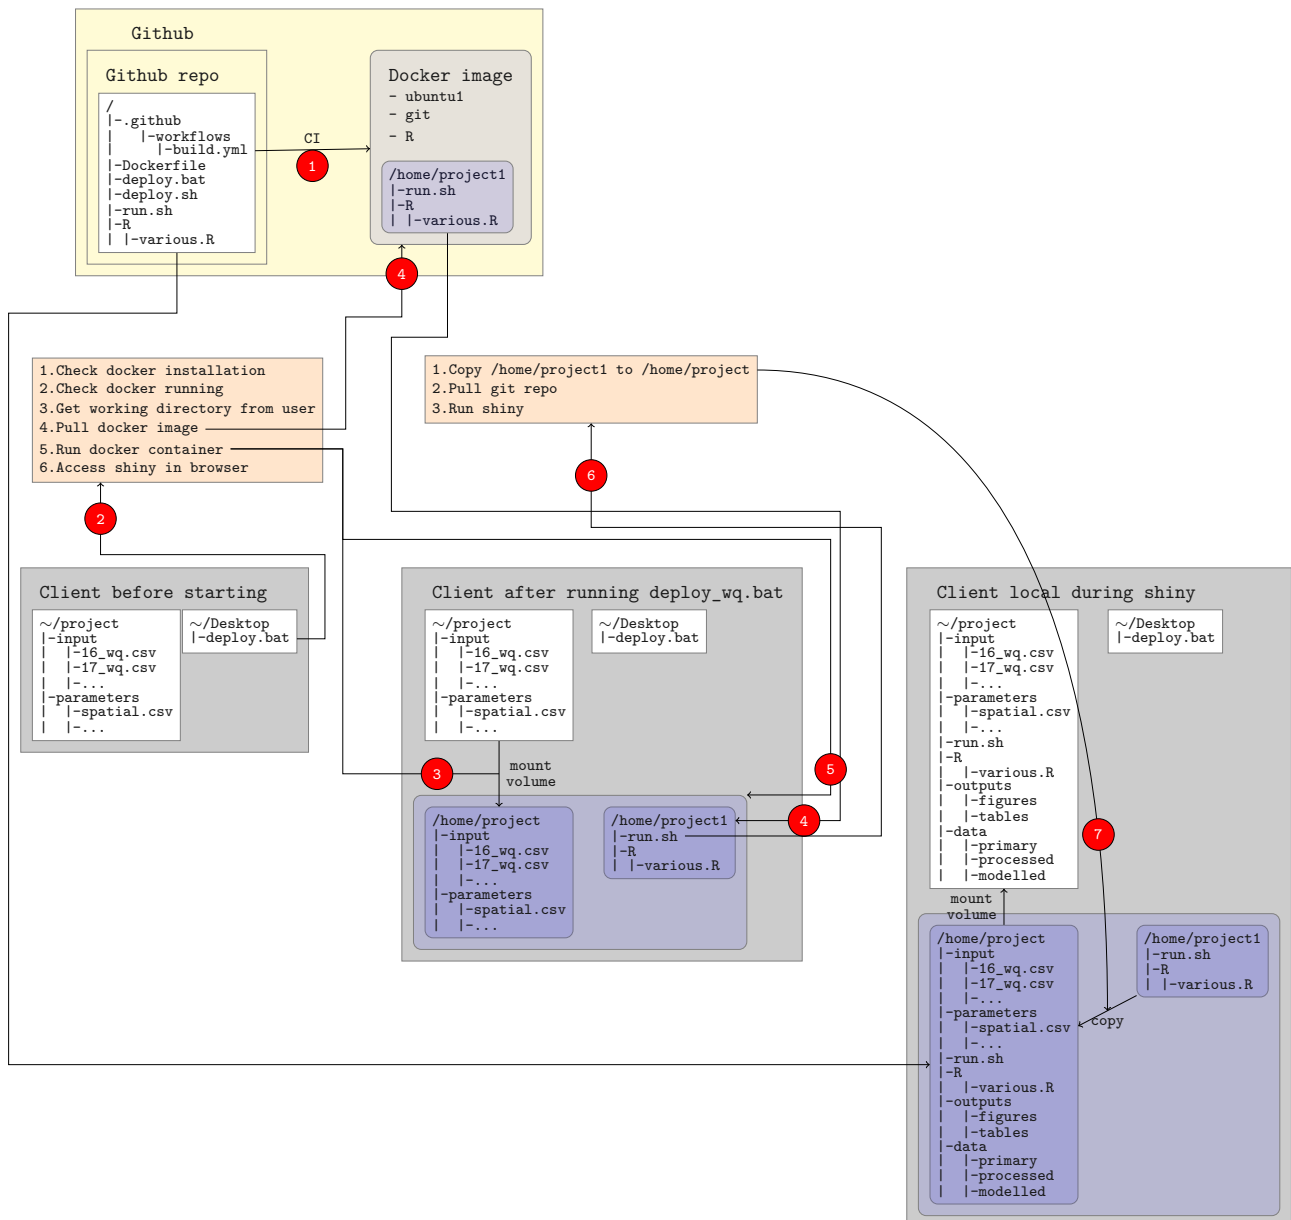 Github
Github repo
/
|-.github
|   |-workflows
|     |-build.yml
|-Dockerfile
|-deploy.bat
|-deploy.sh
|-run.sh
|-R
| |-various.R
CI
1
Docker image
- ubuntu1
- git
- R
/home/project1
|-run.sh
|-R
| |-various.R
4
1.Check docker installation
2.Check docker running
3.Get working directory from user
4.Pull docker image
5.Run docker container
6.Access shiny in browser
1.Copy /home/project1 to /home/project
2.Pull git repo
3.Run shiny
2
6
Client before starting
~/project
|-input
|  |-16_wq.csv
|  |-17_wq.csv
|  |-...
|-parameters
|  |-spatial.csv
|  |-...
~/Desktop
|-deploy.bat
Client after running deploy_wq.bat
~/project
|-input
|  |-16_wq.csv
|  |-17_wq.csv
|  |-...
|-parameters
|  |-spatial.csv
|  |-...
~/Desktop
|-deploy.bat
3
mount
volume
5
4
/home/project
|-input
|  |-16_wq.csv
|  |-17_wq.csv
|  |-...
|-parameters
|  |-spatial.csv
|  |-...
/home/project1
|-run.sh
|-R
| |-various.R
Client local during shiny
~/project
|-input
|  |-16_wq.csv
|  |-17_wq.csv
|  |-...
|-parameters
|  |-spatial.csv
|  |-...
|-run.sh
|-R
|  |-various.R
|-outputs
|  |-figures
|  |-tables
|-data
|  |-primary
|  |-processed
|  |-modelled
~/Desktop
|-deploy.bat
7
mount
volume
/home/project
|-input
|  |-16_wq.csv
|  |-17_wq.csv
|  |-...
|-parameters
|  |-spatial.csv
|  |-...
|-run.sh
|-R
|  |-various.R
|-outputs
|  |-figures
|  |-tables
|-data
|  |-primary
|  |-processed
|  |-modelled
/home/project1
|-run.sh
|-R
| |-various.R
copy